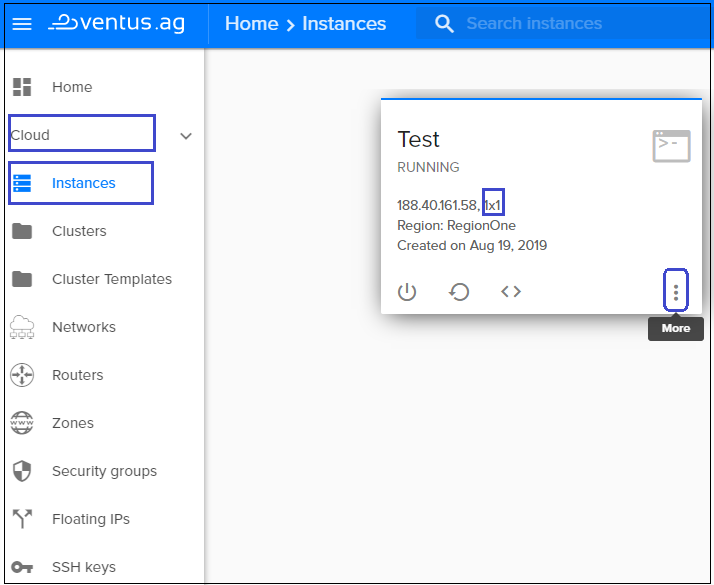 ventus.ag
Home > Instances
Search instances
Home
Cloud
Instances
Clusters
Cluster Templates
Networks
Routers
Zones
Security groups
Floating IPs
SSH keys
Test
RUNNING
188.40.161.58, 1x1
Region: RegionOne
Created on Aug 19, 2019
More